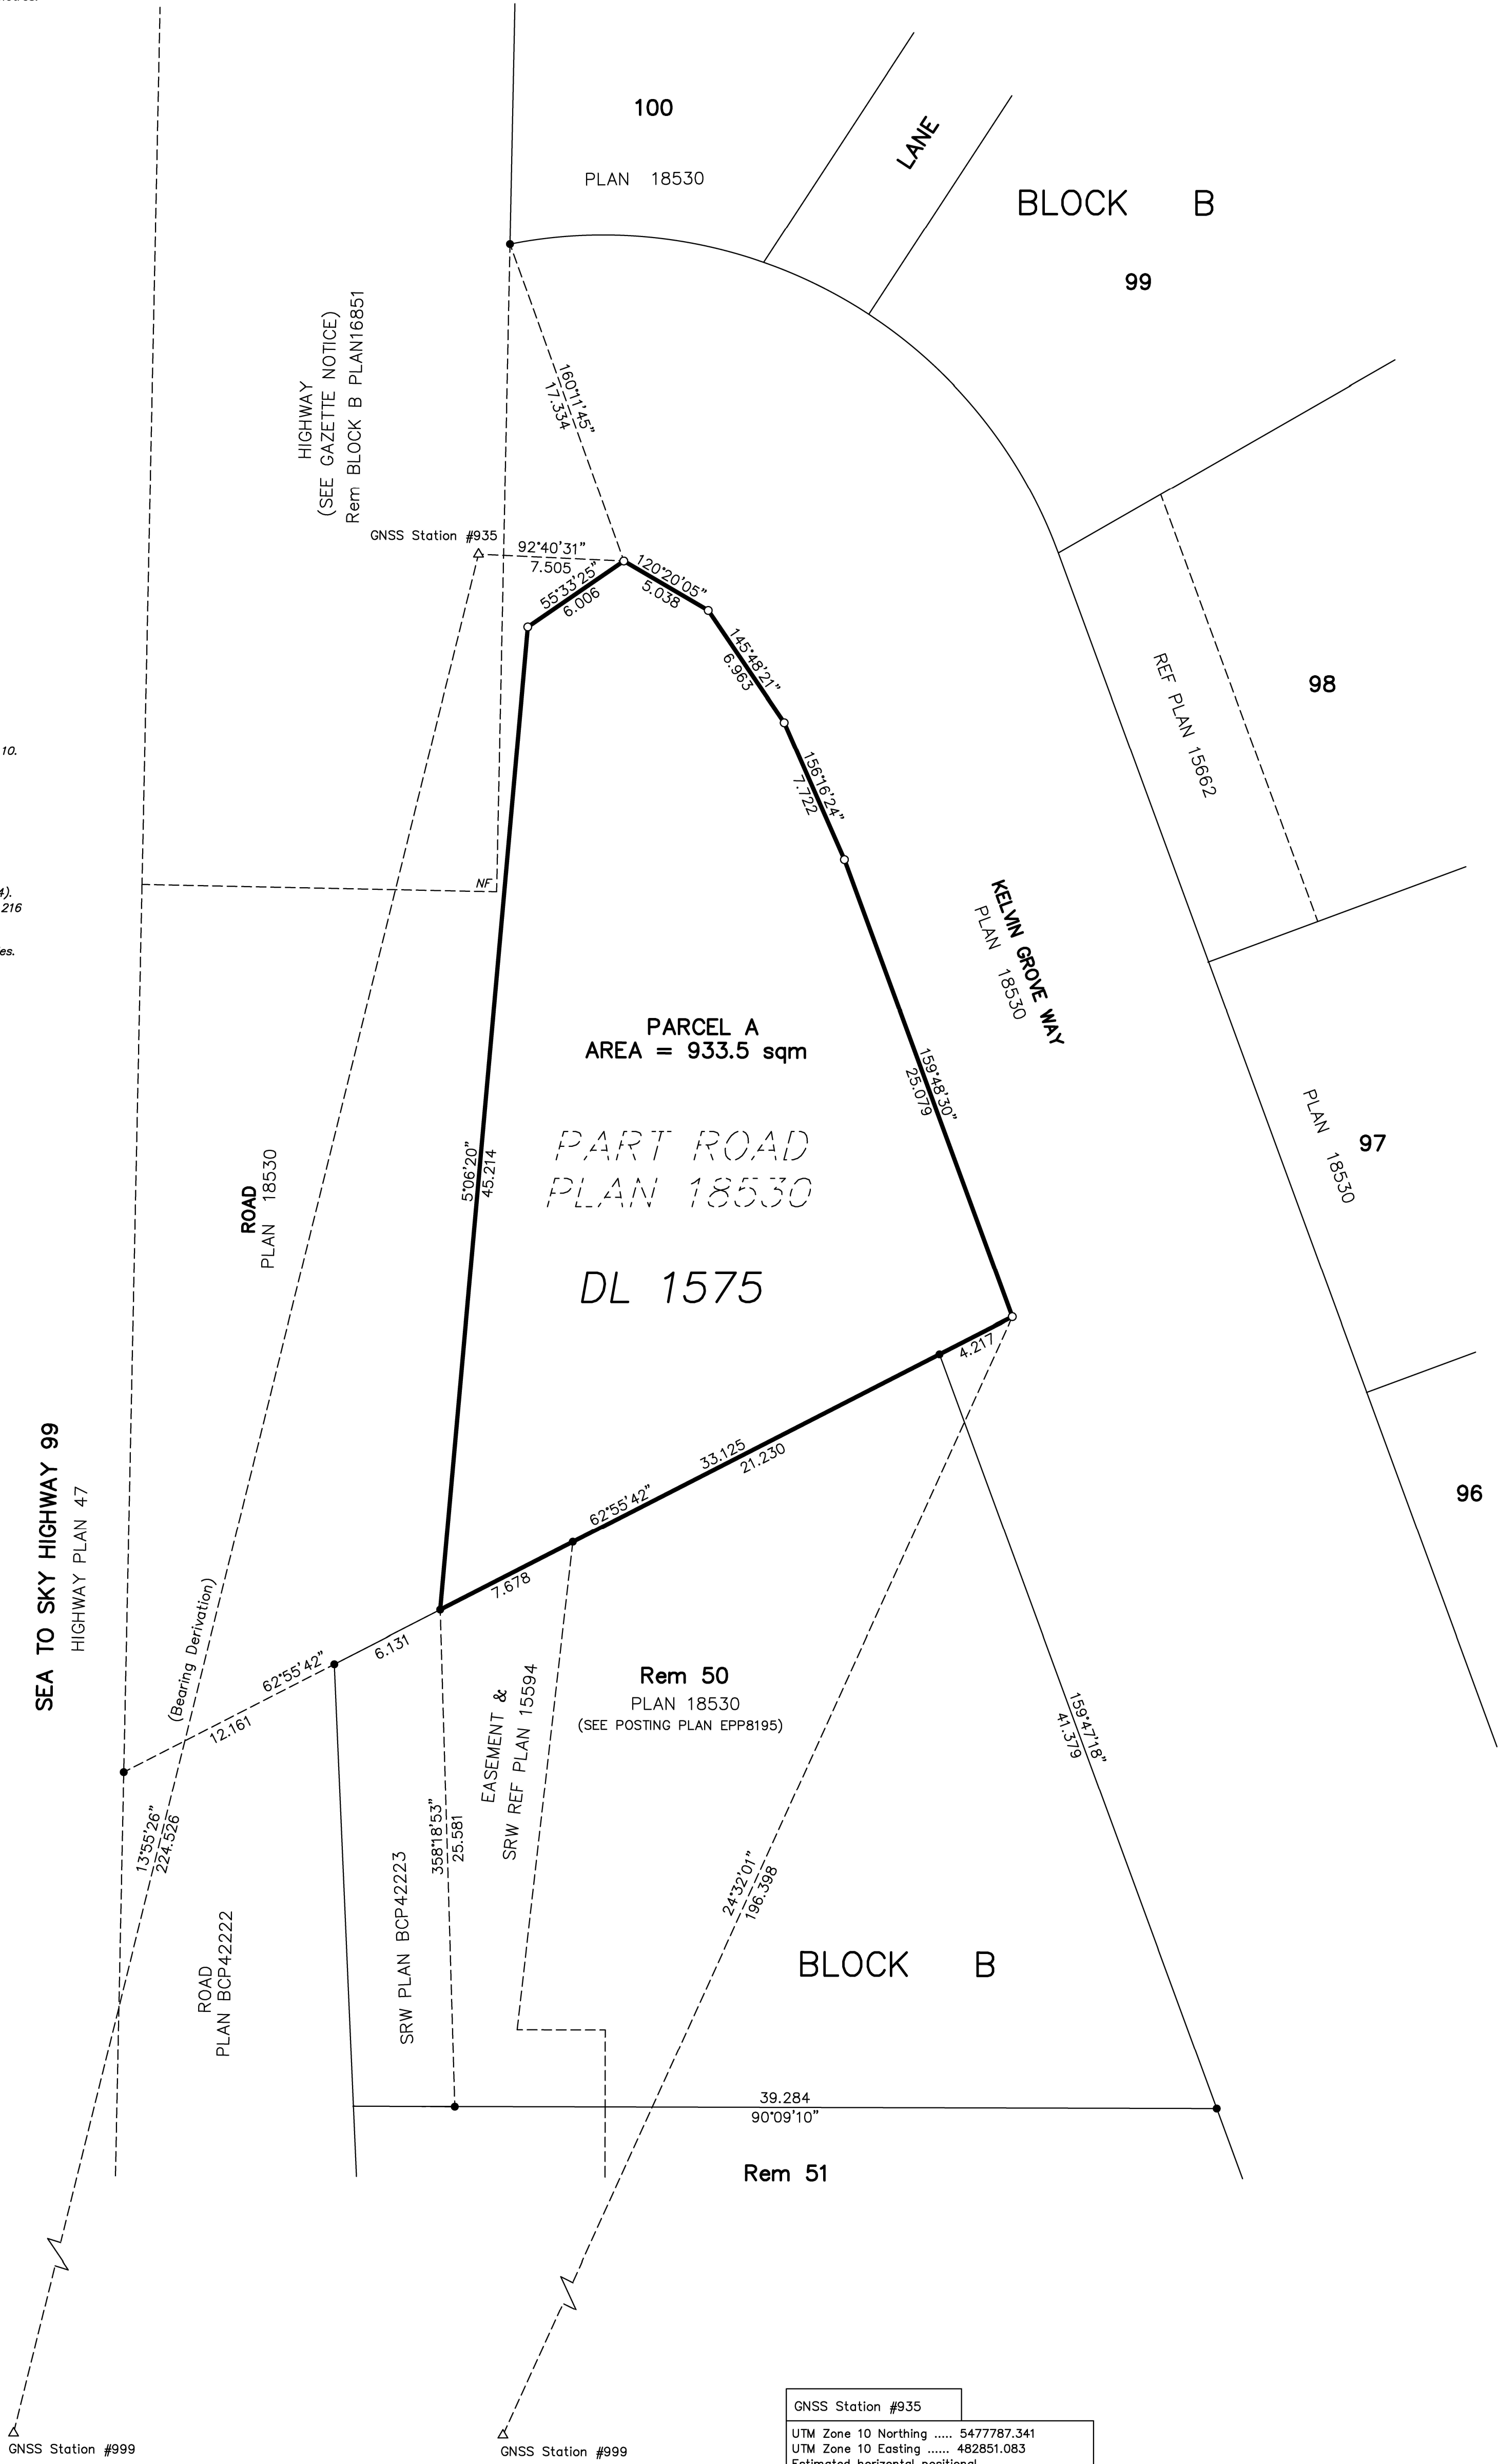 100
PLAN 18530
LANE
BLOCK B
99
HIGHWAY
(SEE GAZETTE NOTICE)
Rem BLOCK B PLAN16851
160°11'45"
17.334
GNSS Station #935
92°40'31"
7.505
55°33'25"
6.006
120°20'05"
5.038
145°48'21"
6.963
156°16'24"
7.722
REF PLAN 15662
98
10.
4).
216
es.
NF
KELVIN GROVE WAY
PLAN 18530
PARCEL A
AREA = 933.5 sqm
159°48'30"
25.079
PART ROAD
PLAN 18530
5°06'20"
45.214
ROAD
PLAN 18530
PLAN 18530
97
DL 1575
4.217
33.125
21.230
62°55'42"
7.678
96
SEA TO SKY HIGHWAY 99
HIGHWAY PLAN 47
(Bearing Derivation)
62°55'42"
12.161
6.131
Rem 50
PLAN 18530
(SEE POSTING PLAN EPP8195)
EASEMENT &
SRW REF PLAN 15594
159°47'18"
41.379
13°55'26"
224.526
358°18'53"
25.581
24°32'01"
196.398
ROAD
PLAN BCP42222
SRW PLAN BCP42223
BLOCK B
39.284
90°09'10"
Rem 51
GNSS Station #999
GNSS Station #999
GNSS Station #935
UTM Zone 10 Northing ..... 5477787.341
UTM Zone 10 Easting ...... 482851.083
Estimated horizontal positional